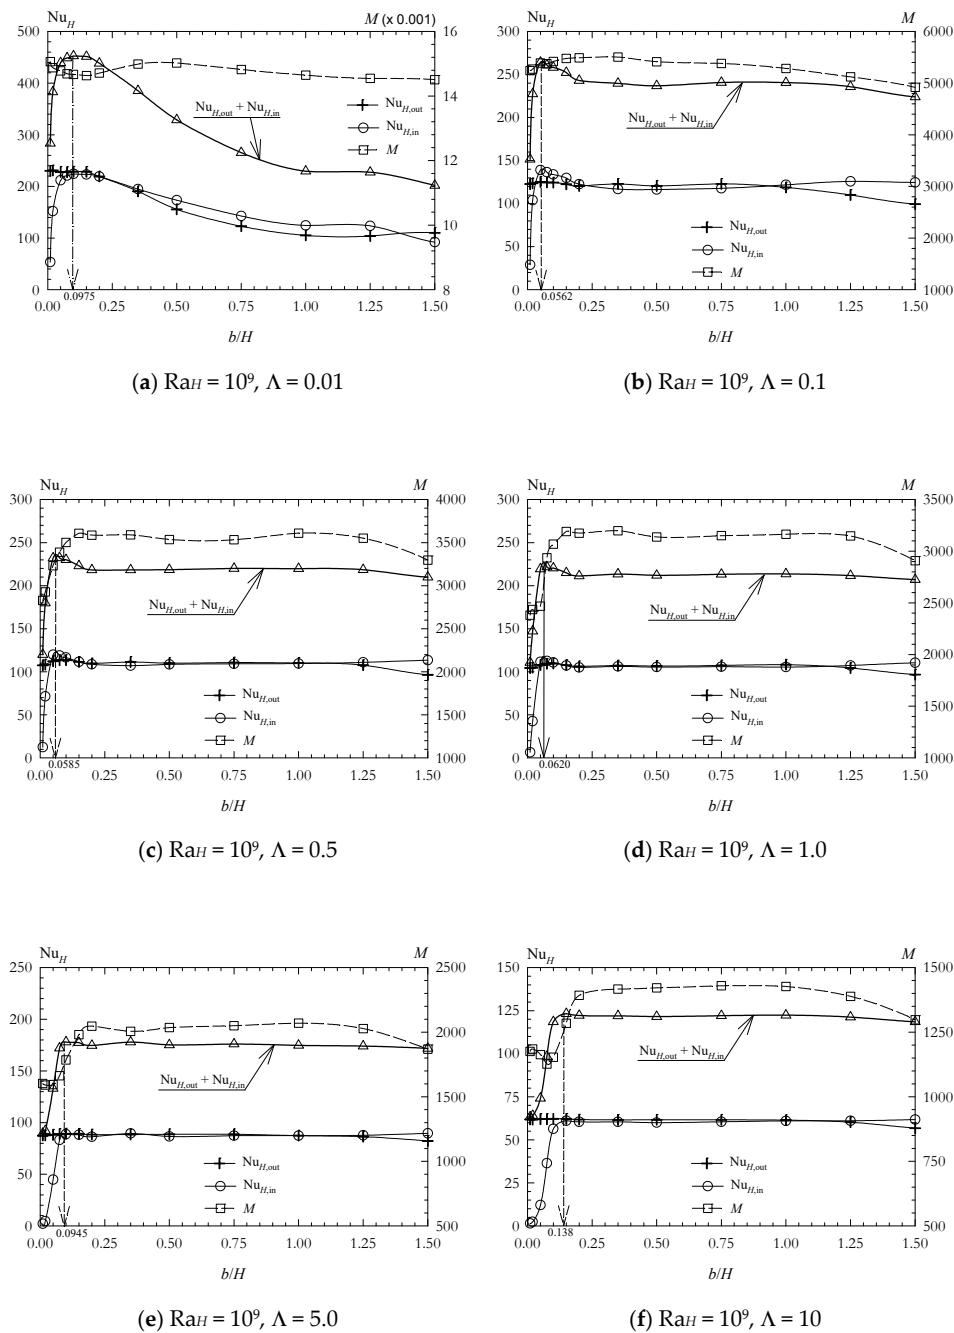 Nu_H M (x 0.001)
500 450 400 350 300 250 200 150 100 50 0
16 14 12 10 8
Nu_H,out + Nu_H,in
Nu_H,out
Nu_H,in
M
0.0975
0.00 0.25 0.50 0.75 1.00 1.25 1.50
b/H
(a) Ra_H = 10⁹, Λ = 0.01
Nu_H M
300 250 200 150 100 50 0
6000 5000 4000 3000 2000 1000
Nu_H,out + Nu_H,in
Nu_H,out
Nu_H,in
M
0.0562
0.00 0.25 0.50 0.75 1.00 1.25 1.50
b/H
(b) Ra_H = 10⁹, Λ = 0.1
Nu_H M
300 250 200 150 100 50 0
4000 3500 3000 2500 2000 1500 1000
Nu_H,out + Nu_H,in
Nu_H,out
Nu_H,in
M
0.0585
0.00 0.25 0.50 0.75 1.00 1.25 1.50
b/H
(c) Ra_H = 10⁹, Λ = 0.5
Nu_H M
300 250 200 150 100 50 0
3500 3000 2500 2000 1500 1000
Nu_H,out + Nu_H,in
Nu_H,out
Nu_H,in
M
0.0620
0.00 0.25 0.50 0.75 1.00 1.25 1.50
b/H
(d) Ra_H = 10⁹, Λ = 1.0
Nu_H M
250 200 150 100 50 0
2500 2000 1500 1000 500
Nu_H,out + Nu_H,in
Nu_H,out
Nu_H,in
M
0.0945
0.00 0.25 0.50 0.75 1.00 1.25 1.50
b/H
(e) Ra_H = 10⁹, Λ = 5.0
Nu_H M
150 125 100 75 50 25 0
1500 1250 1000 750 500
Nu_H,out + Nu_H,in
Nu_H,out
Nu_H,in
M
0.138
0.00 0.25 0.50 0.75 1.00 1.25 1.50
b/H
(f) Ra_H = 10⁹, Λ = 10